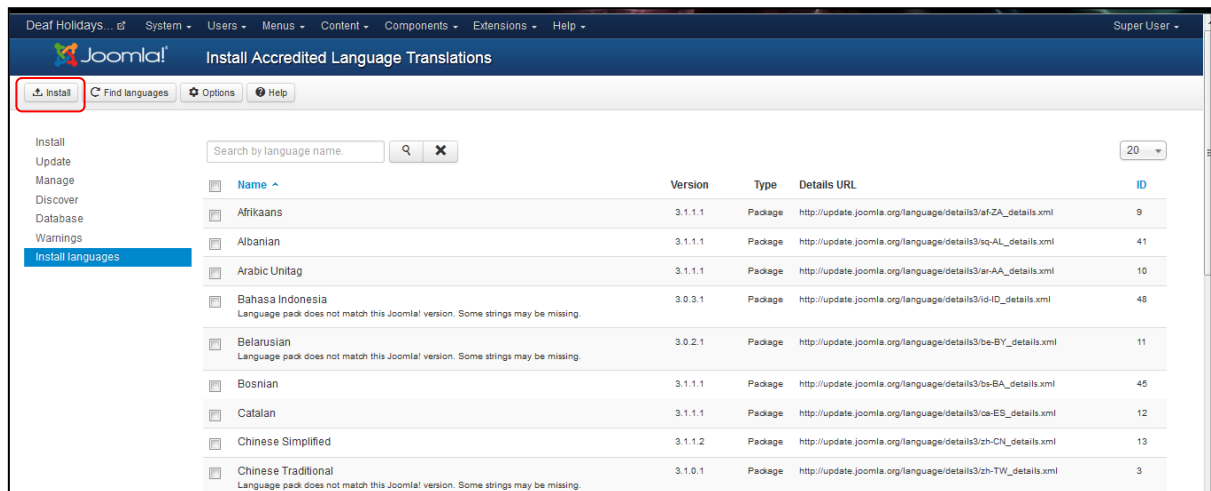 Deaf Holidays... System Users Menus Content Components Extensions Help Super User
Joomla!® Install Accredited Language Translations
Install Find languages Options Help
Install
Update
Manage
Discover
Database
Warnings
Install languages
Search by language name. 20
Name Version Type Details URL ID
Afrikaans 3.1.1.1 Package http://update.joomla.org/language/details3/af-ZA_details.xml 9
Albanian 3.1.1.1 Package http://update.joomla.org/language/details3/sq-AL_details.xml 41
Arabic Unitag 3.1.1.1 Package http://update.joomla.org/language/details3/ar-AA_details.xml 10
Bahasa Indonesia 3.0.3.1 Package http://update.joomla.org/language/details3/id-ID_details.xml 48
Language pack does not match this Joomla! version. Some strings may be missing.
Belarusian 3.0.2.1 Package http://update.joomla.org/language/details3/be-BY_details.xml 11
Language pack does not match this Joomla! version. Some strings may be missing.
Bosnian 3.1.1.1 Package http://update.joomla.org/language/details3/bs-BA_details.xml 45
Catalan 3.1.1.1 Package http://update.joomla.org/language/details3/ca-ES_details.xml 12
Chinese Simplified 3.1.1.2 Package http://update.joomla.org/language/details3/zh-CN_details.xml 13
Chinese Traditional 3.1.0.1 Package http://update.joomla.org/language/details3/zh-TW_details.xml 3
Language pack does not match this Joomla! version. Some strings may be missing.